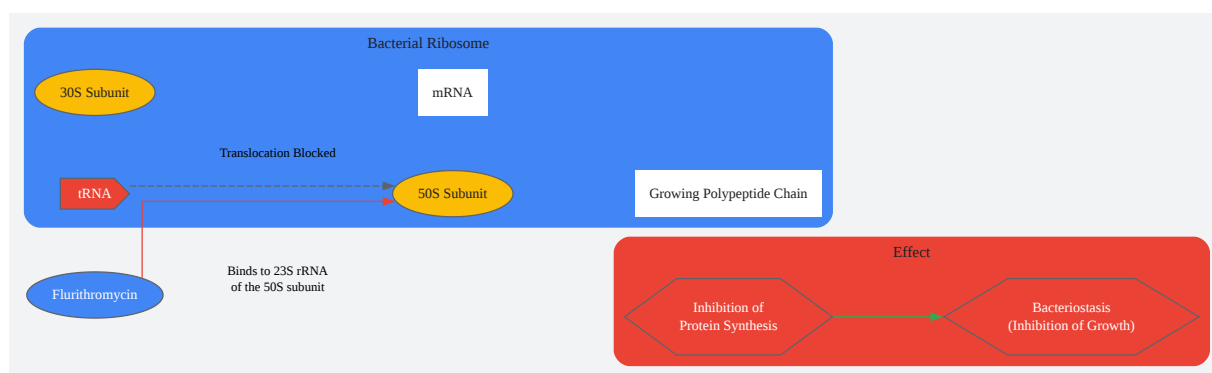 Bacterial Ribosome
30S Subunit
mRNA
Translocation Blocked
tRNA
50S Subunit
Growing Polypeptide Chain
Effect
Binds to 23S rRNA
of the 50S subunit
Flurithromycin
Inhibition of
Protein Synthesis
Bacteriostasis
(Inhibition of Growth)